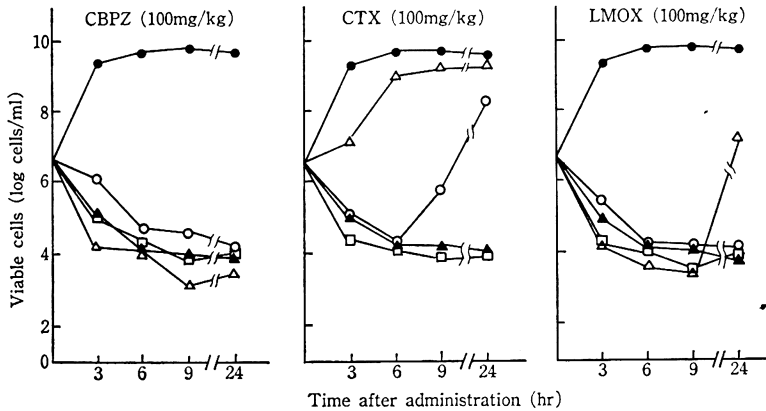 CBPZ (100mg/kg) CTX (100mg/kg) LMOX (100mg/kg)
Viable cells (log cells/ml)
10
8
6
4
2
0
3 6 9 24 3 6 9 24 3 6 9 24
Time after administration (hr)